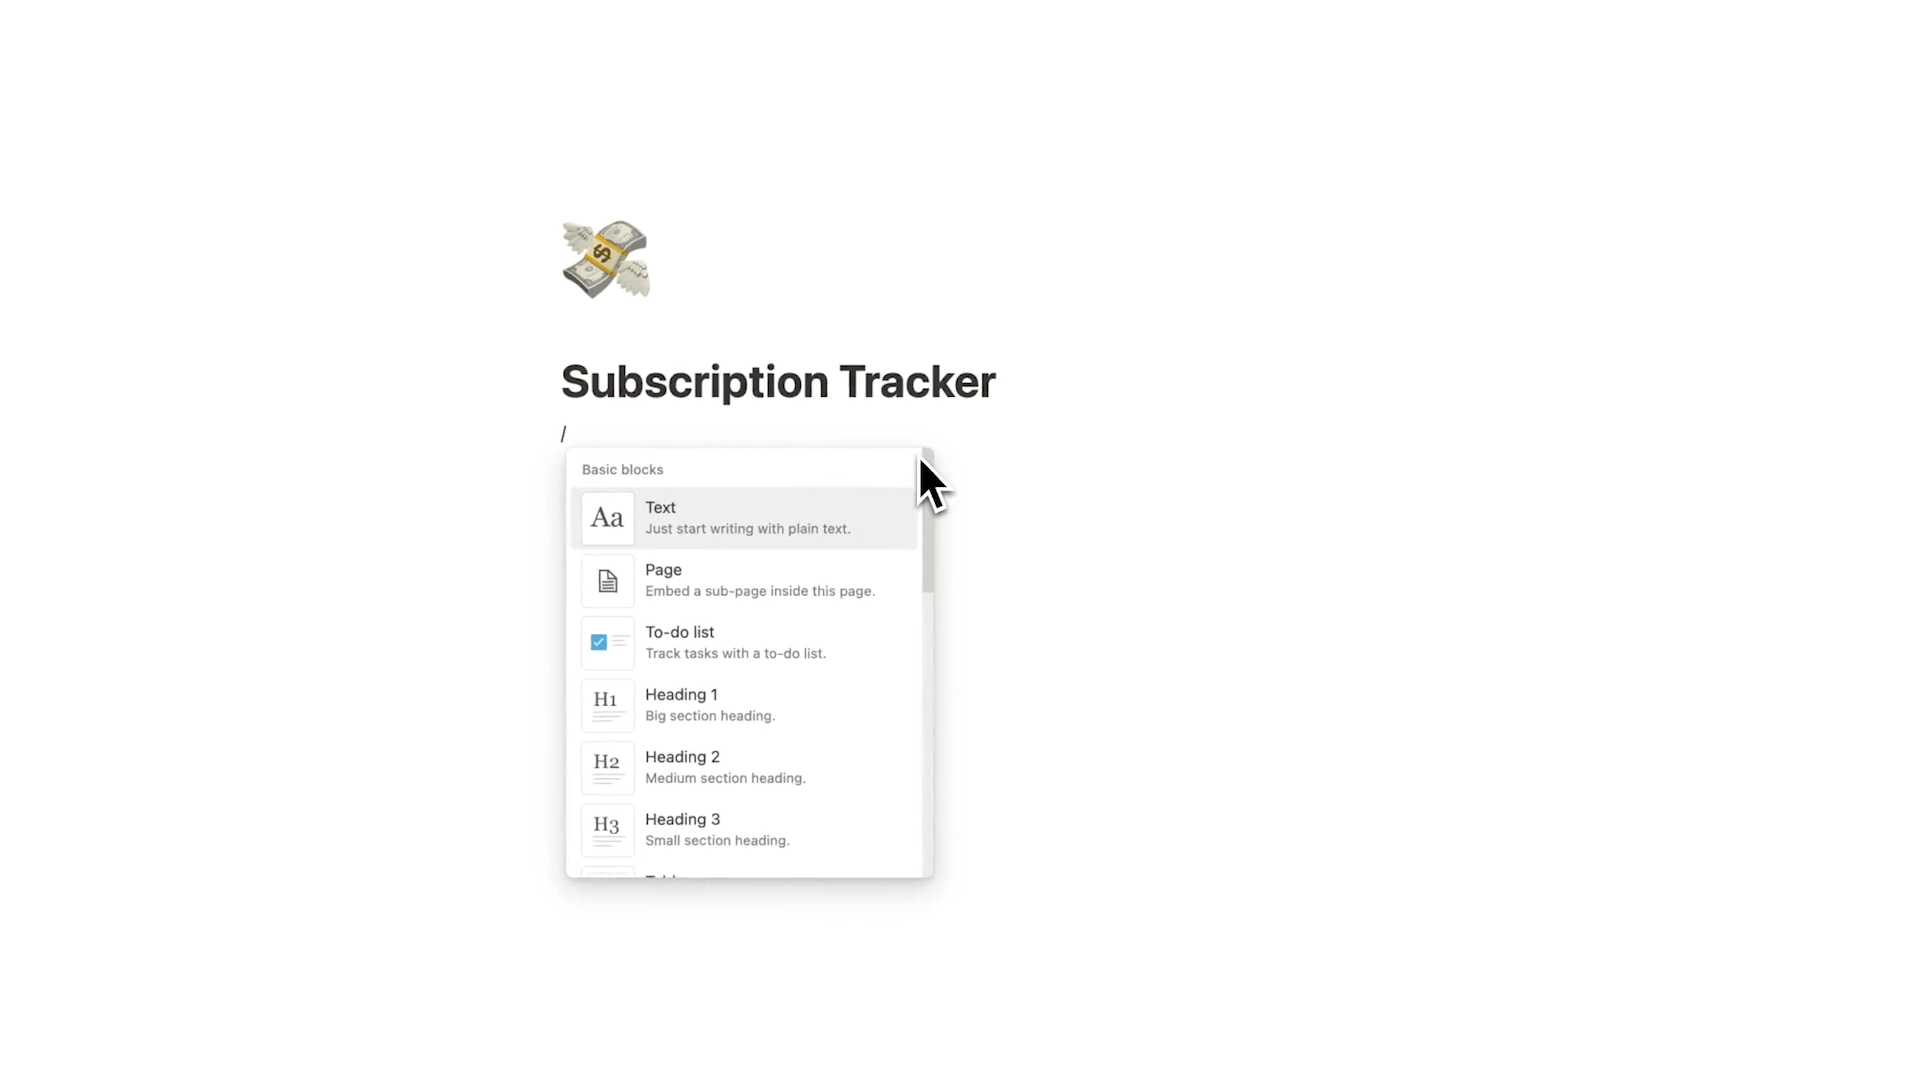 Subscription Tracker
/
Basic blocks
Aa
Text
Just start writing with plain text.
Page
Embed a sub-page inside this page.
To-do list
Track tasks with a to-do list.
H1
Heading 1
Big section heading.
H2
Heading 2
Medium section heading.
H3
Heading 3
Small section heading.